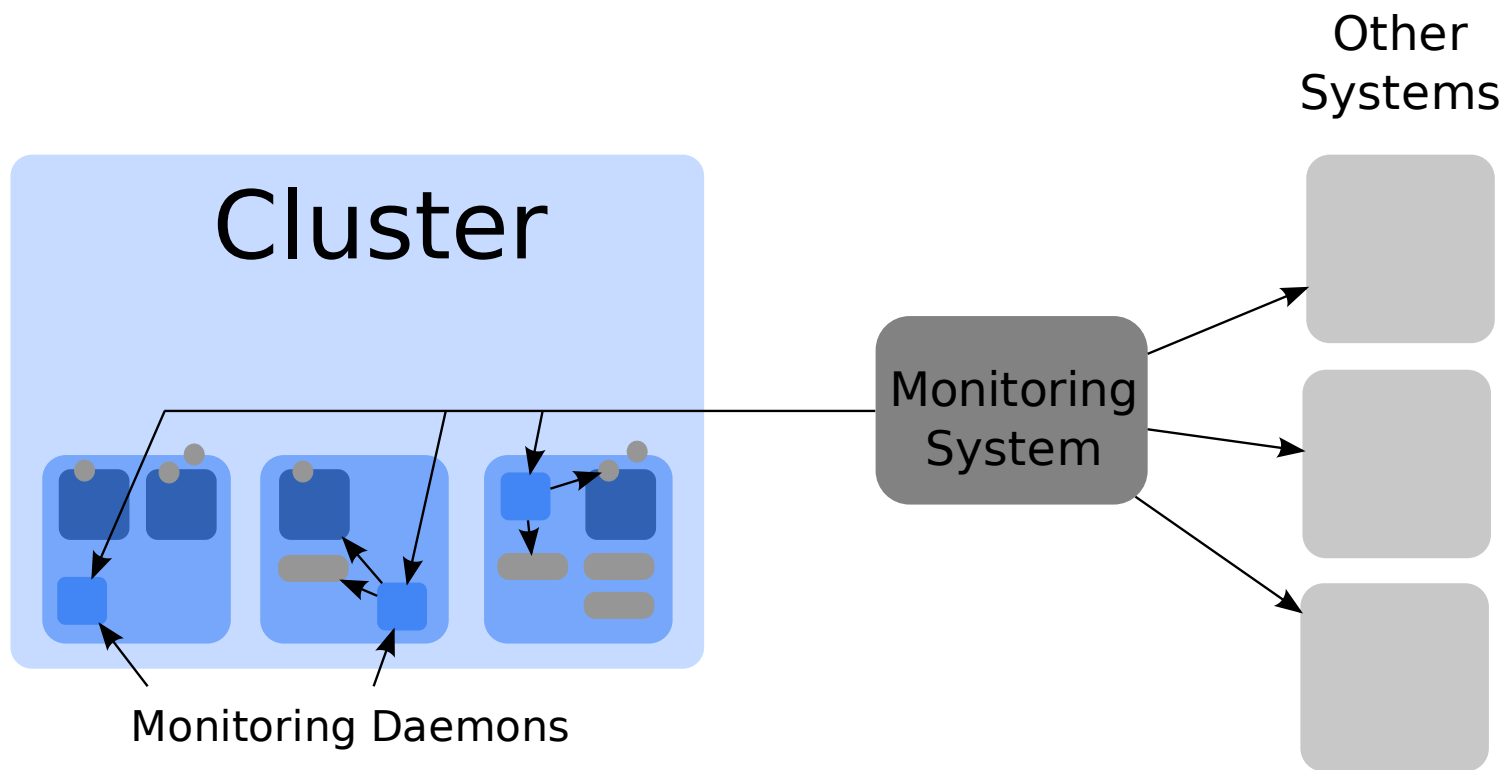 Other
Systems
Cluster
Monitoring
System
Monitoring Daemons